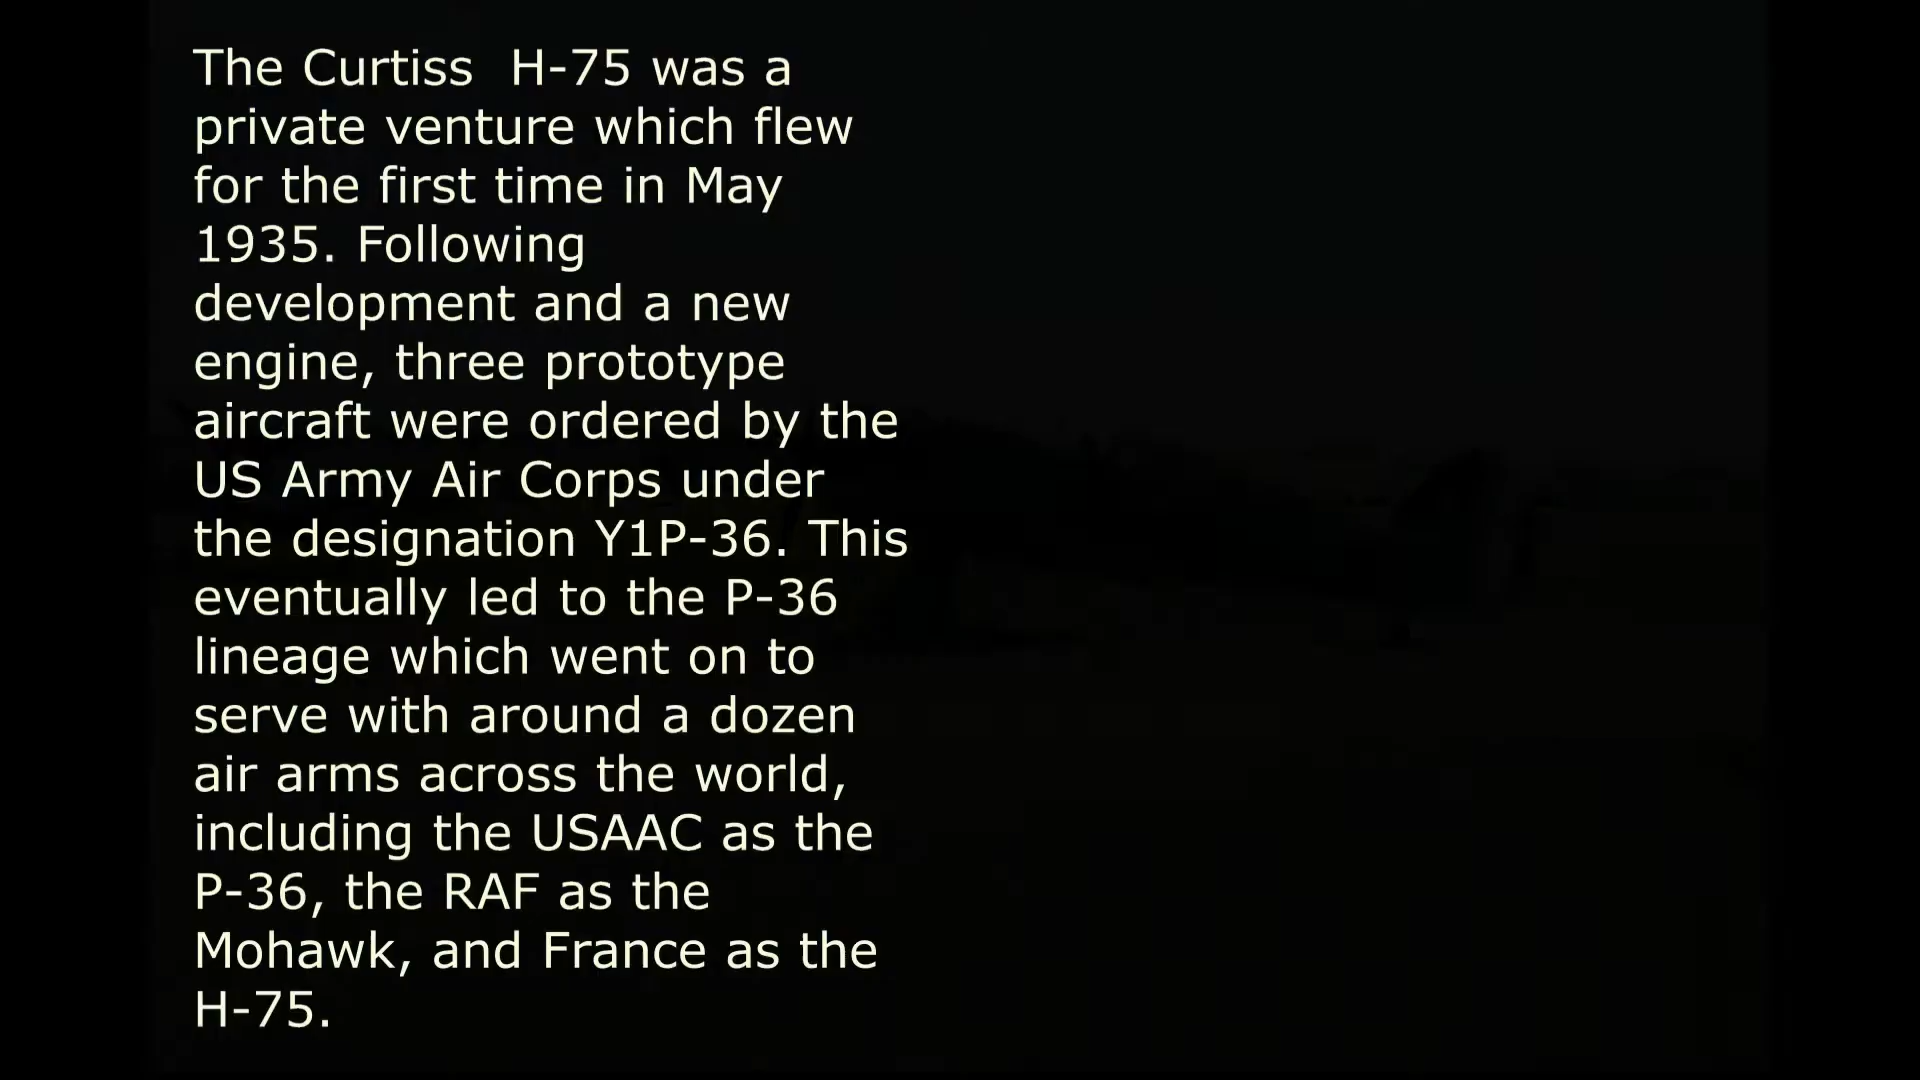 The Curtiss  H-75 was a
private venture which flew
for the first time in May
1935. Following
development and a new
engine, three prototype
aircraft were ordered by the
US Army Air Corps under
the designation Y1P-36. This
eventually led to the P-36
lineage which went on to
serve with around a dozen
air arms across the world,
including the USAAC as the
P-36, the RAF as the
Mohawk, and France as the
H-75.